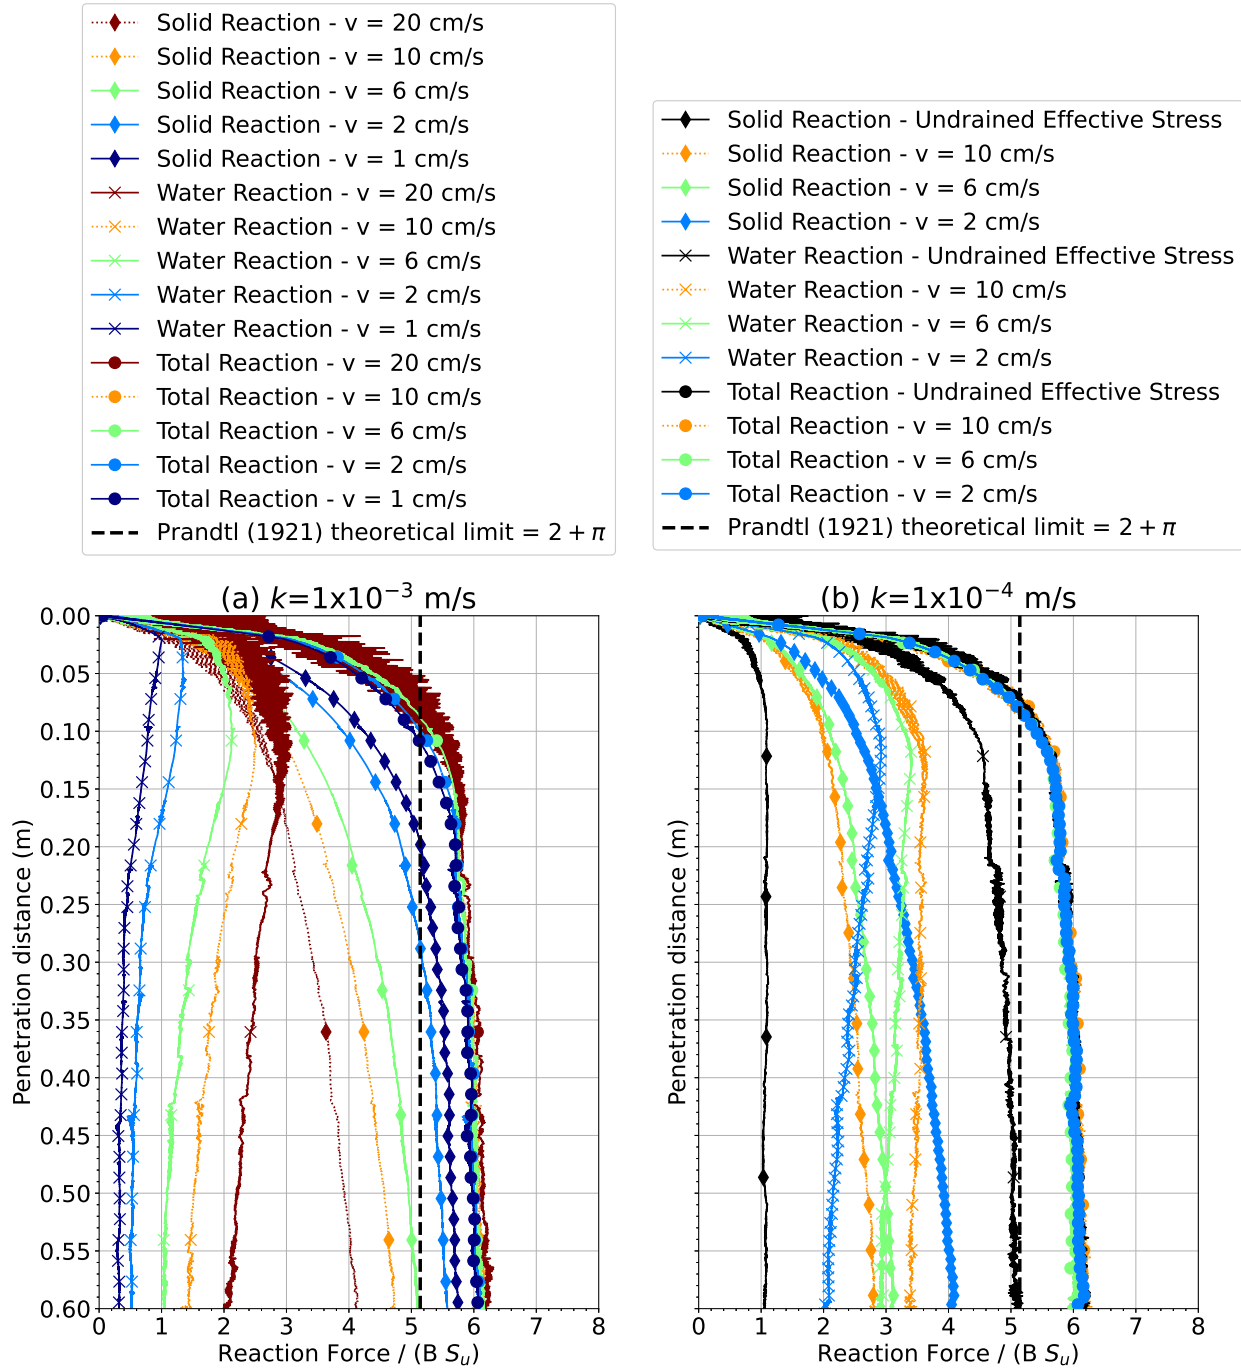 Solid Reaction - v = 20 cm/s
Solid Reaction - v = 10 cm/s
Solid Reaction - v = 6 cm/s
Solid Reaction - v = 2 cm/s
Solid Reaction - v = 1 cm/s
Water Reaction - v = 20 cm/s
Water Reaction - v = 10 cm/s
Water Reaction - v = 6 cm/s
Water Reaction - v = 2 cm/s
Water Reaction - v = 1 cm/s
Total Reaction - v = 20 cm/s
Total Reaction - v = 10 cm/s
Total Reaction - v = 6 cm/s
Total Reaction - v = 2 cm/s
Total Reaction - v = 1 cm/s
Prandtl (1921) theoretical limit = 2 + π
Solid Reaction - Undrained Effective Stress
Solid Reaction - v = 10 cm/s
Solid Reaction - v = 6 cm/s
Solid Reaction - v = 2 cm/s
Water Reaction - Undrained Effective Stress
Water Reaction - v = 10 cm/s
Water Reaction - v = 6 cm/s
Water Reaction - v = 2 cm/s
Total Reaction - Undrained Effective Stress
Total Reaction - v = 10 cm/s
Total Reaction - v = 6 cm/s
Total Reaction - v = 2 cm/s
Prandtl (1921) theoretical limit = 2 + π
(a) k=1x10⁻³ m/s
0.00
0.05
0.10
0.15
0.20
0.25
0.30
0.35
0.40
0.45
0.50
0.55
0.60
Penetration distance (m)
0 1 2 3 4 5 6 7 8
Reaction Force / (B Sᵤ)
(b) k=1x10⁻⁴ m/s
Penetration distance (m)
0 1 2 3 4 5 6 7 8
Reaction Force / (B Sᵤ)